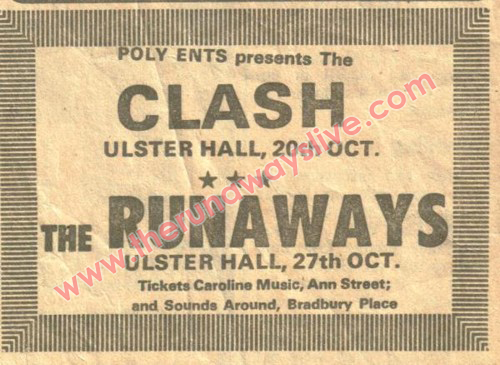 POLY ENTS presents The
CLASH
ULSTER HALL, 20th OCT.
THE RUNAWAYS
ULSTER HALL, 27th OCT.
Tickets Caroline Music, Ann Street;
and Sounds Around, Bradbury Place
www.therunawayslive.com